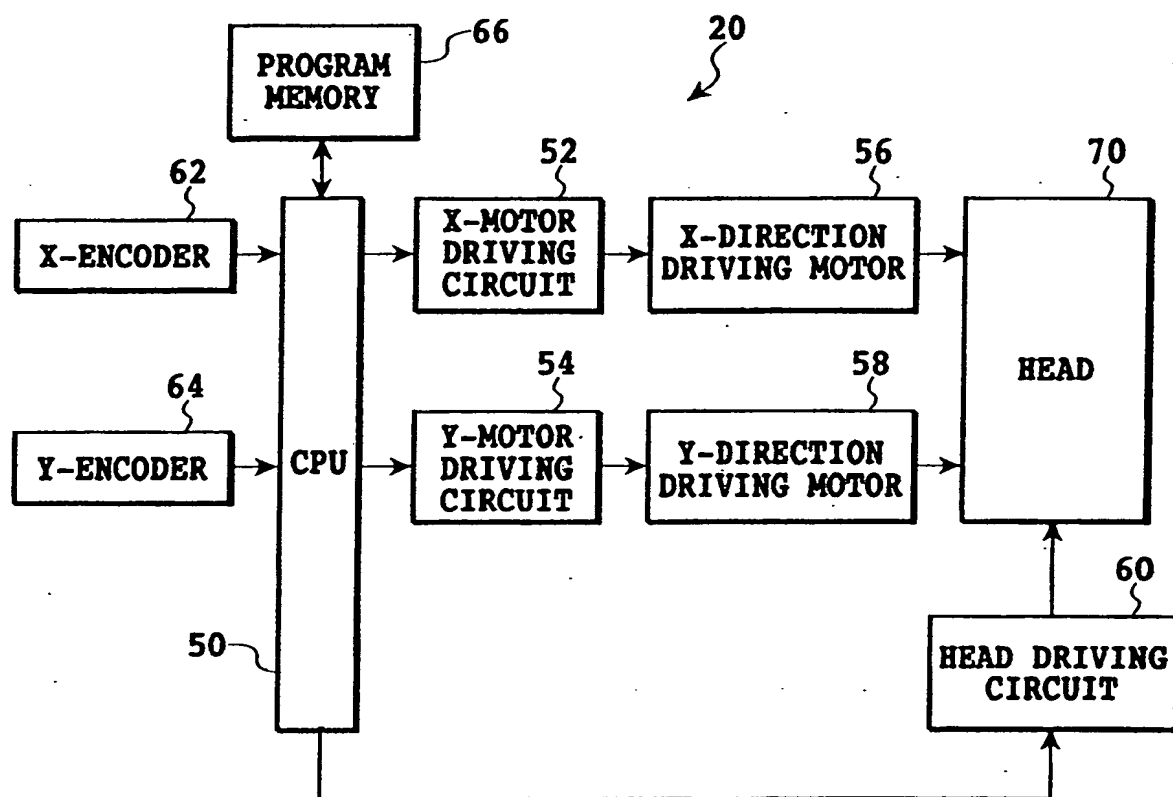 66
20
PROGRAM
MEMORY
62
52
56
70
X-ENCODER
X-MOTOR
DRIVING
CIRCUIT
X-DIRECTION
DRIVING MOTOR
HEAD
64
54
58
Y-ENCODER
CPU
Y-MOTOR
DRIVING
CIRCUIT
Y-DIRECTION
DRIVING MOTOR
60
50
HEAD DRIVING
CIRCUIT